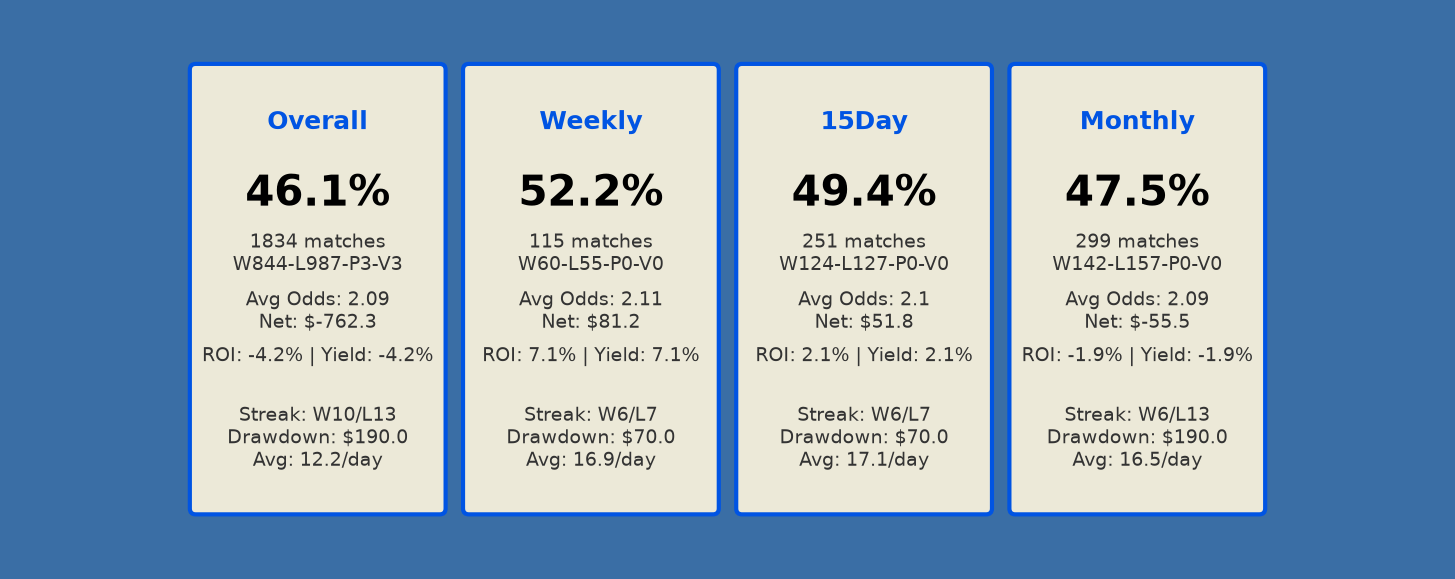 Overall
46.1%
1834 matches
W844-L987-P3-V3
Avg Odds: 2.09
Net: $-762.3
ROI: -4.2% | Yield: -4.2%
Streak: W10/L13
Drawdown: $190.0
Avg: 12.2/day
Weekly
52.2%
115 matches
W60-L55-P0-V0
Avg Odds: 2.11
Net: $81.2
ROI: 7.1% | Yield: 7.1%
Streak: W6/L7
Drawdown: $70.0
Avg: 16.9/day
15Day
49.4%
251 matches
W124-L127-P0-V0
Avg Odds: 2.1
Net: $51.8
ROI: 2.1% | Yield: 2.1%
Streak: W6/L7
Drawdown: $70.0
Avg: 17.1/day
Monthly
47.5%
299 matches
W142-L157-P0-V0
Avg Odds: 2.09
Net: $-55.5
ROI: -1.9% | Yield: -1.9%
Streak: W6/L13
Drawdown: $190.0
Avg: 16.5/day